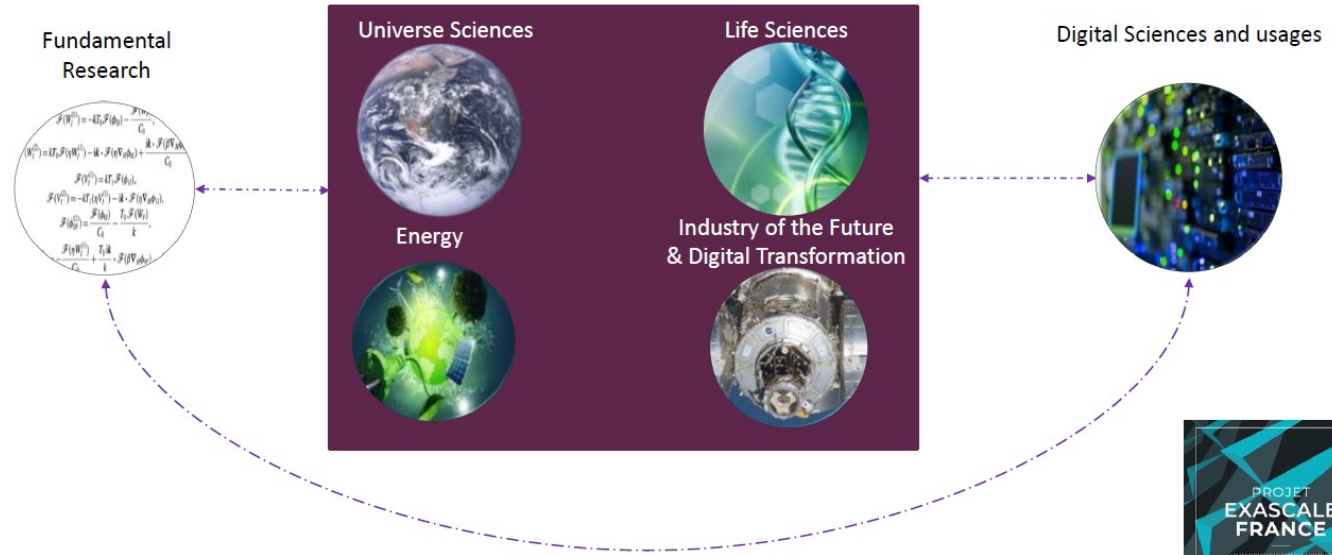 Fundamental
Research
Universe Sciences
Life Sciences
Digital Sciences and usages
Energy
Industry of the Future
& Digital Transformation
PROJET
EXASCALE
FRANCE